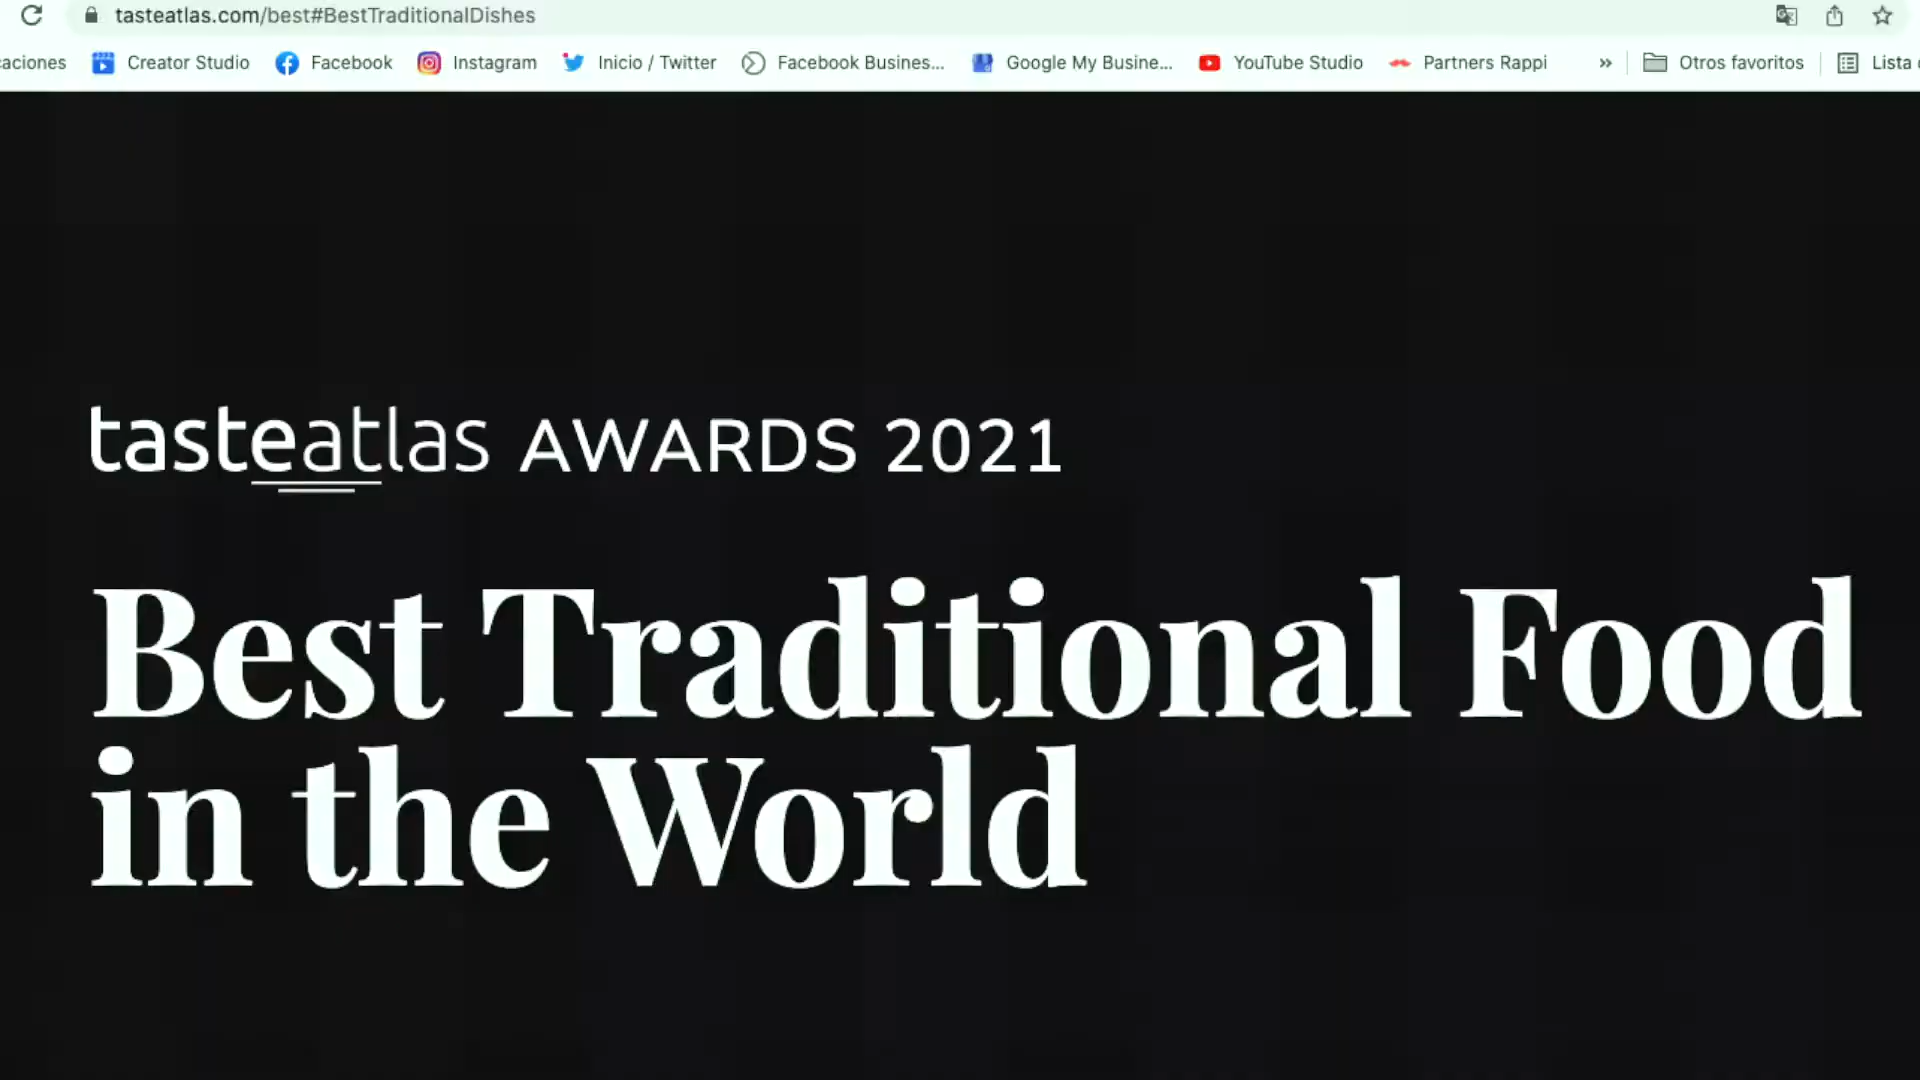 tasteatlas.com/best#BestTraditionalDishes
aciones Creator Studio Facebook Instagram Inicio / Twitter Facebook Busines... Google My Busine... YouTube Studio Partners Rappi » Otros favoritos Lista
tasteatlas AWARDS 2021
Best Traditional Food
in the World